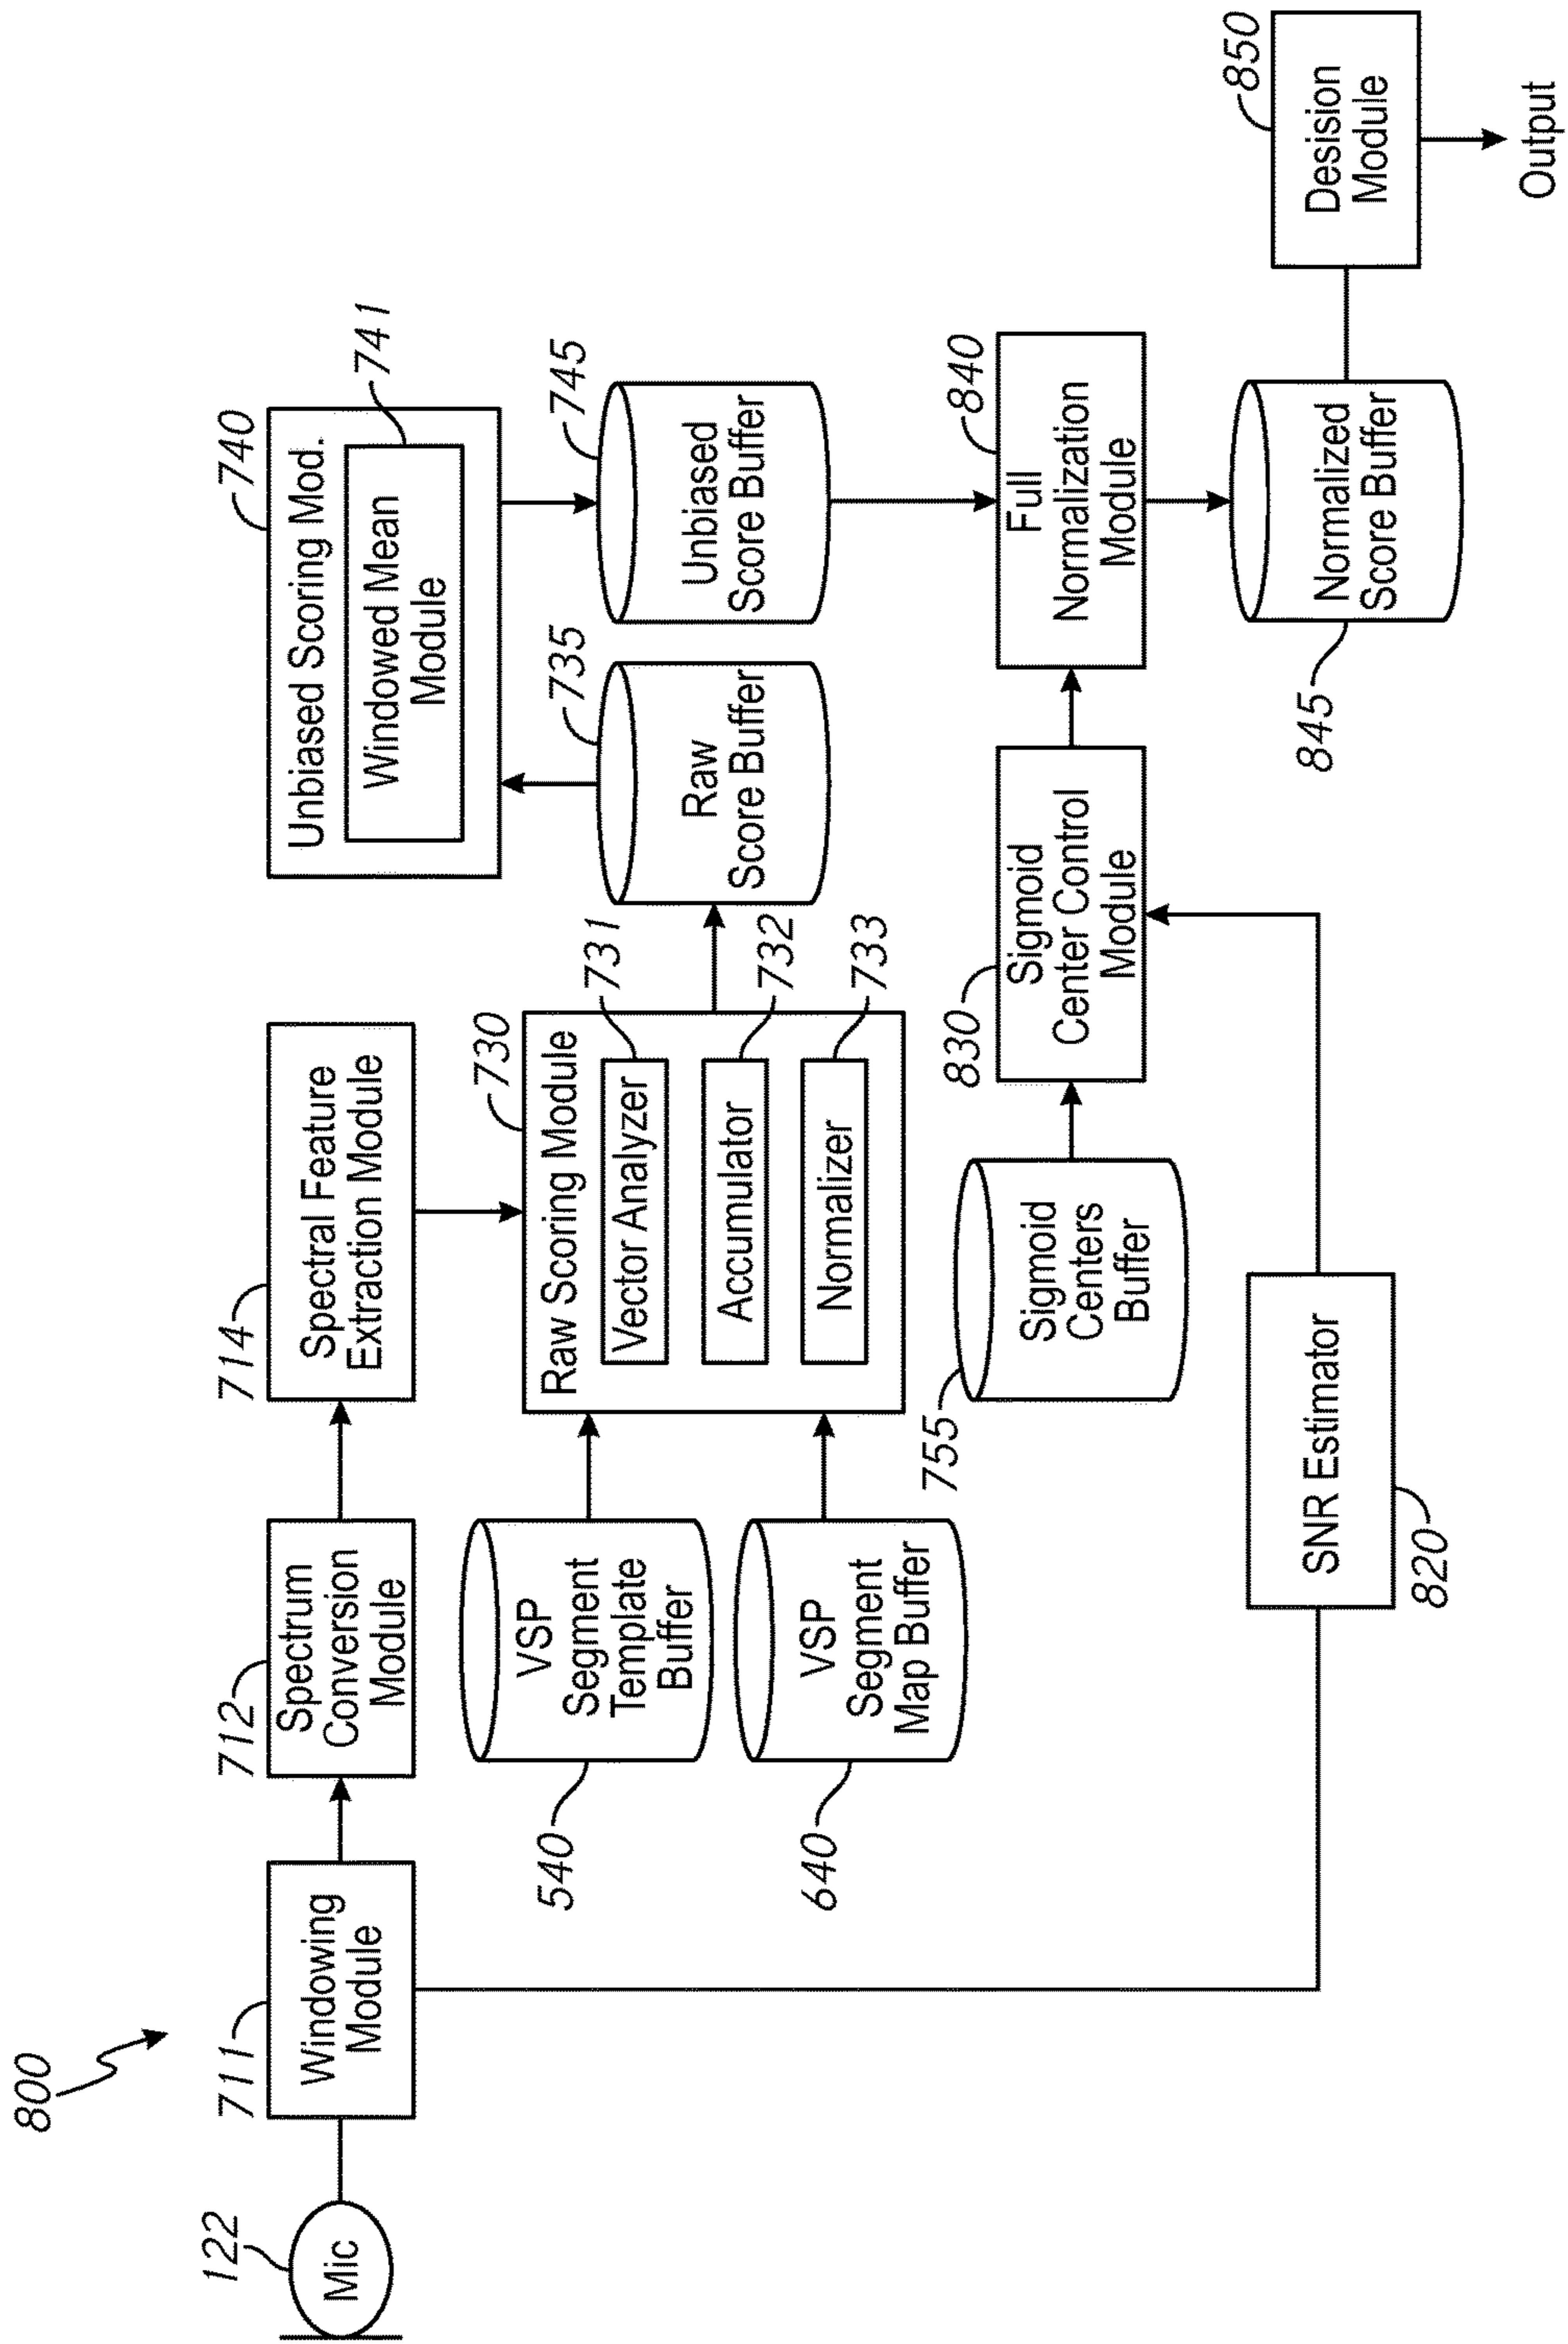 800
122
Mic
711
Windowing
Module
712
Spectrum
Conversion
Module
714
Spectral Feature
Extraction Module
740
Unbiased Scoring Mod.
741
Windowed Mean
Module
540
VSP
Segment
Template
Buffer
640
VSP
Segment
Map Buffer
730
Raw Scoring Module
731
Vector Analyzer
732
Accumulator
733
Normalizer
735
Raw
Score Buffer
745
Unbiased
Score Buffer
755
Sigmoid
Centers
Buffer
830
Sigmoid
Center Control
Module
840
Full
Normalization
Module
820
SNR Estimator
845
Normalized
Score Buffer
850
Desision
Module
Output